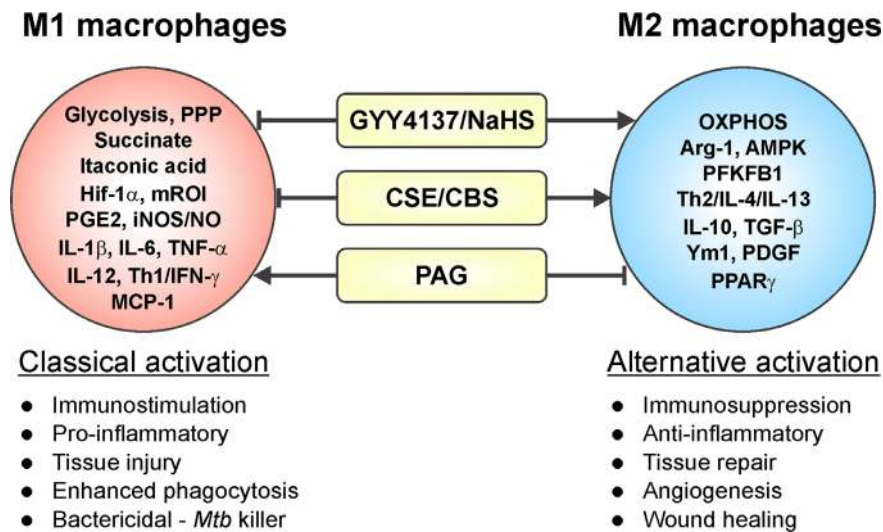 M1 macrophages
M2 macrophages
Glycolysis, PPP
Succinate
Itaconic acid
Hif-1α, mROI
PGE2, iNOS/NO
IL-1β, IL-6, TNF-α
IL-12, Th1/IFN-γ
MCP-1
GYY4137/NaHS
CSE/CBS
PAG
OXPHOS
Arg-1, AMPK
PFKFB1
Th2/IL-4/IL-13
IL-10, TGF-β
Ym1, PDGF
PPARγ
Classical activation
● Immunostimulation
● Pro-inflammatory
● Tissue injury
● Enhanced phagocytosis
● Bactericidal - Mtb killer
Alternative activation
● Immunosuppression
● Anti-inflammatory
● Tissue repair
● Angiogenesis
● Wound healing